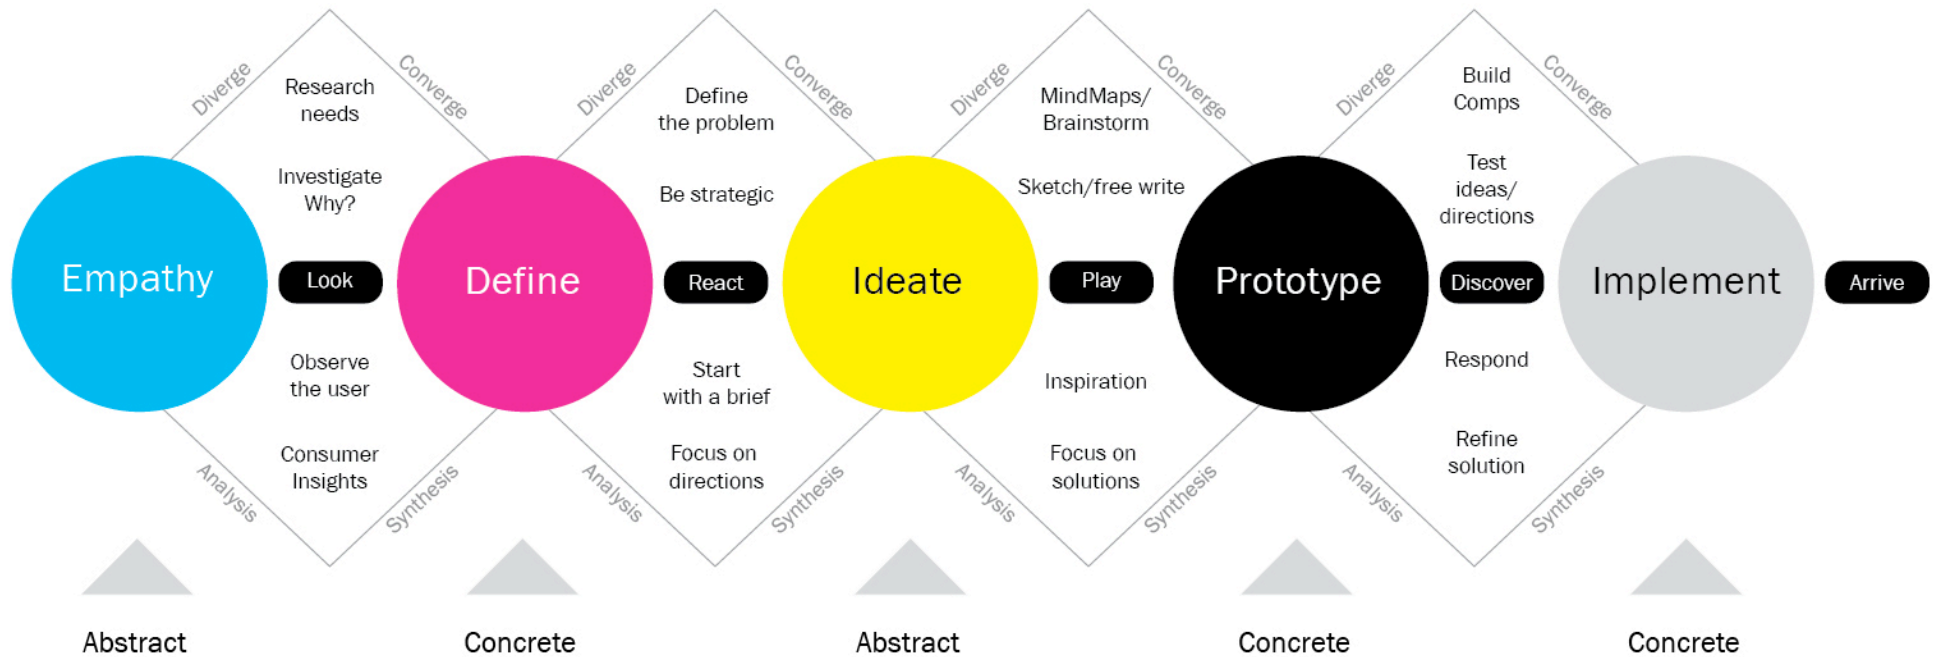 Diverge
Converge
Diverge
Converge
Diverge
Converge
Diverge
Converge
Research
needs
Investigate
Why?
Define
the problem
Be strategic
MindMaps/
Brainstorm
Sketch/free write
Build
Comps
Test
ideas/
directions
Empathy
Look
Define
React
Ideate
Play
Prototype
Discover
Implement
Arrive
Observe
the user
Consumer
Insights
Start
with a brief
Focus on
directions
Inspiration
Focus on
solutions
Respond
Refine
solution
Analysis
Synthesis
Analysis
Synthesis
Analysis
Synthesis
Analysis
Synthesis
Abstract
Concrete
Abstract
Concrete
Concrete